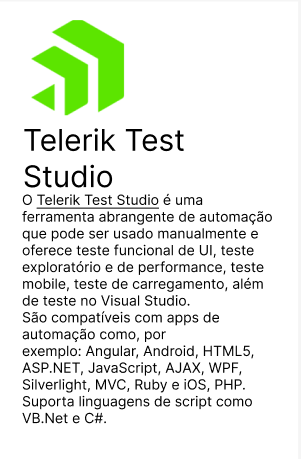 Telerik Test
Studio
O Telerik Test Studio é uma
ferramenta abrangente de automação
que pode ser usado manualmente e
oferece teste funcional de UI, teste
exploratório e de performance, teste
mobile, teste de carregamento, além
de teste no Visual Studio.
São compatíveis com apps de
automação como, por
exemplo: Angular, Android, HTML5,
ASP.NET, JavaScript, AJAX, WPF,
Silverlight, MVC, Ruby e iOS, PHP.
Suporta linguagens de script como
VB.Net e C#.